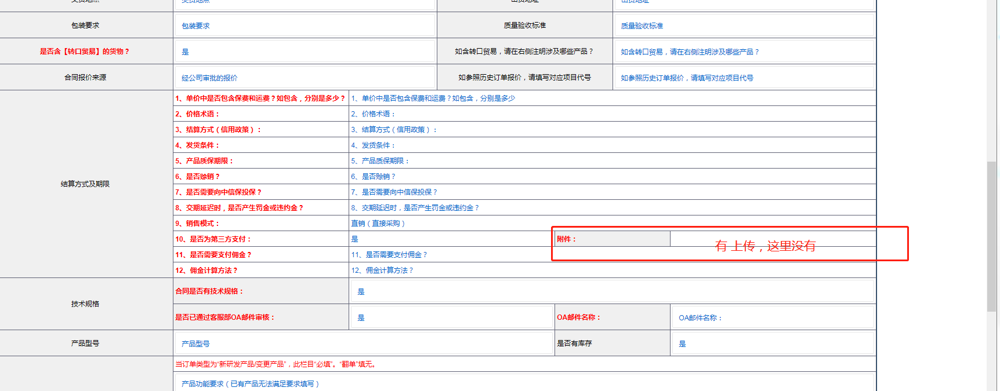 交货地点 交货地点 出货地址 出货地址
包装要求 包装要求 质量验收标准 质量验收标准
是否含【转口贸易】的货物？ 是 如含转口贸易，请在右侧注明涉及哪些产品？ 如含转口贸易，请在右侧注明涉及哪些产品？
合同报价来源 经公司审批的报价 如参照历史订单报价，请填写对应项目代号 如参照历史订单报价，请填写对应项目代号
1、单价中是否包含保费和运费？如包含，分别是多少？ 1、单价中是否包含保费和运费？如包含，分别是多少
2、价格术语： 2、价格术语：
3、结算方式（信用政策）： 3、结算方式（信用政策）：
4、发货条件： 4、发货条件：
5、产品质保期限： 5、产品质保期限：
结算方式及期限
6、是否赊销？ 6、是否赊销？
7、是否需要向中信保投保？ 7、是否需要向中信保投保？
8、交期延迟时，是否产生罚金或违约金？ 8、交期延迟时，是否产生罚金或违约金？
9、销售模式： 直销（直接采购）
10、是否为第三方支付： 是 附件：
有 上传，这里没有
11、是否需要支付佣金？ 11、是否需要支付佣金？
12、佣金计算方法？ 12、佣金计算方法？
技术规格
合同是否有技术规格： 是
是否已通过客服部OA邮件审核： 是 OA邮件名称： OA邮件名称：
产品型号 产品型号 是否有库存 是
当订单类型为“新研发产品/变更产品”，此栏目“必填”。“翻单”填无。
产品功能要求（已有产品无法满足要求填写）